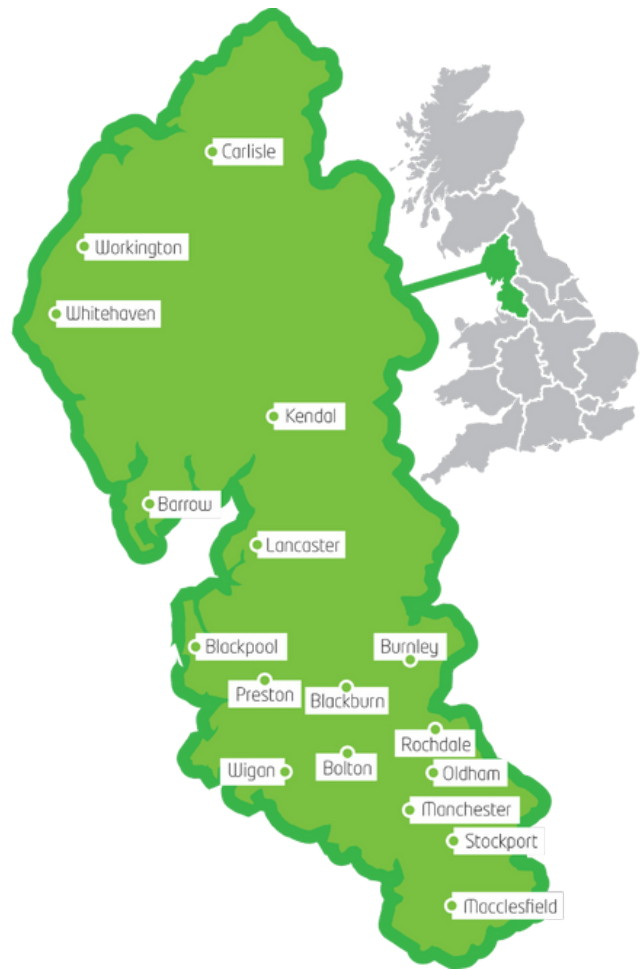 Carlisle
Workington
Whitehaven
Kendal
Barrow
Lancaster
Blackpool
Burnley
Preston
Blackburn
Rochdale
Wigan
Bolton
Oldham
Manchester
Stockport
Macclesfield